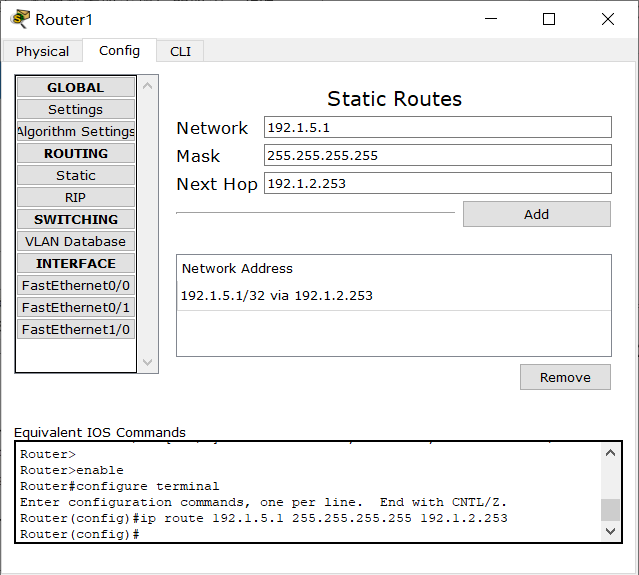 Router1
Physical
Config
CLI
GLOBAL
Settings
Algorithm Settings
ROUTING
Static
RIP
SWITCHING
VLAN Database
INTERFACE
FastEthernet0/0
FastEthernet0/1
FastEthernet1/0
Static Routes
Network 192.1.5.1
Mask 255.255.255.255
Next Hop 192.1.2.253
Add
Network Address
192.1.5.1/32 via 192.1.2.253
Remove
Equivalent IOS Commands
Router>
Router>enable
Router#configure terminal
Enter configuration commands, one per line.  End with CNTL/Z.
Router(config)#ip route 192.1.5.1 255.255.255.255 192.1.2.253
Router(config)#